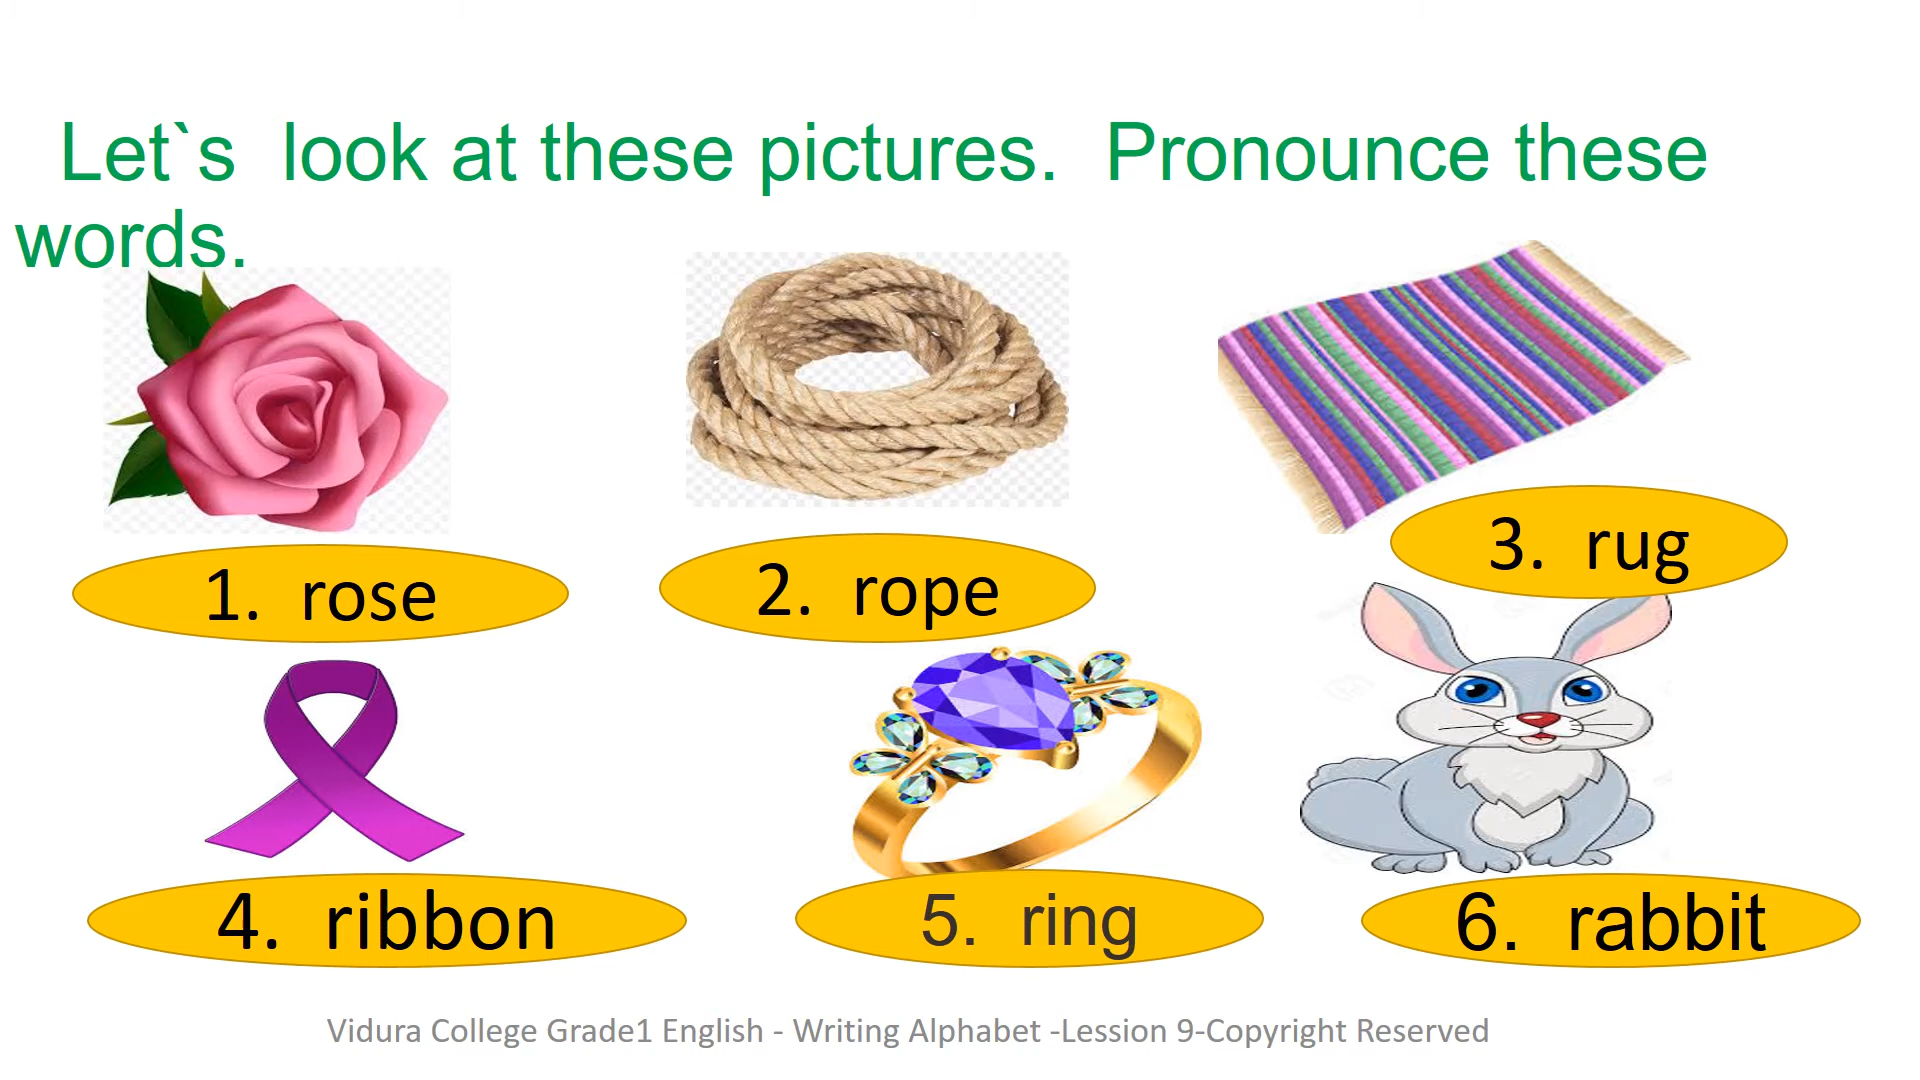 Let`s look at these pictures. Pronounce these
words.
1. rose
2. rope
3. rug
4. ribbon
5. ring
6. rabbit
Vidura College Grade1 English - Writing Alphabet -Lession 9-Copyright Reserved